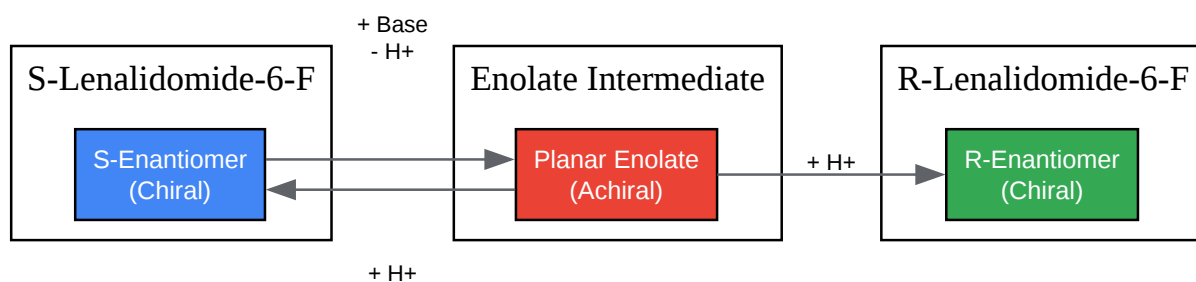 + Base
- H+
S-Lenalidomide-6-F
Enolate Intermediate
R-Lenalidomide-6-F
S-Enantiomer
(Chiral)
Planar Enolate
(Achiral)
+ H+
R-Enantiomer
(Chiral)
+ H+